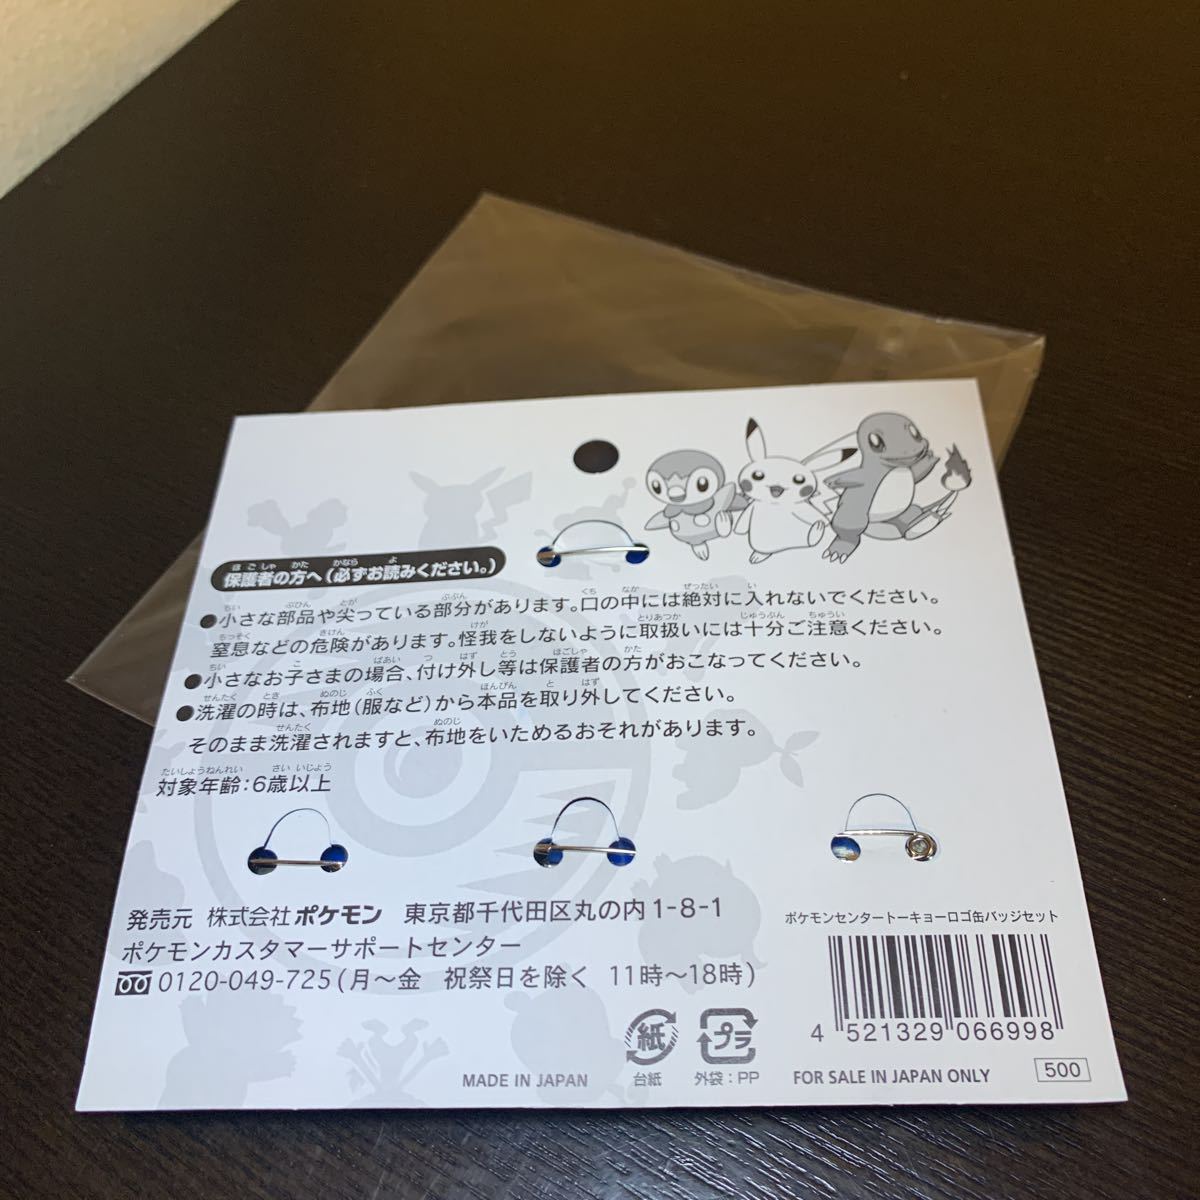 保護者の方へ(必ずお読みください。)
●小さな部品や尖っている部分があります。口の中には絶対に入れないでください。
窒息などの危険があります。怪我をしないように取扱いには十分ご注意ください。
●小さなお子さまの場合、付け外し等は保護者の方がおこなってください。
●洗濯の時は、布地(服など)から本品を取り外してください。
そのまま洗濯されますと、布地をいためるおそれがあります。
対象年齢:6歳以上
発売元 株式会社ポケモン 東京都千代田区丸の内1-8-1
ポケモンカスタマーサポートセンター
0120-049-725(月〜金 祝祭日を除く 11時〜18時)
ポケモンセンタートーキョーロゴ缶バッジセット
4 521329 066998
紙
台紙
プラ
外袋:PP
MADE IN JAPAN
FOR SALE IN JAPAN ONLY
500